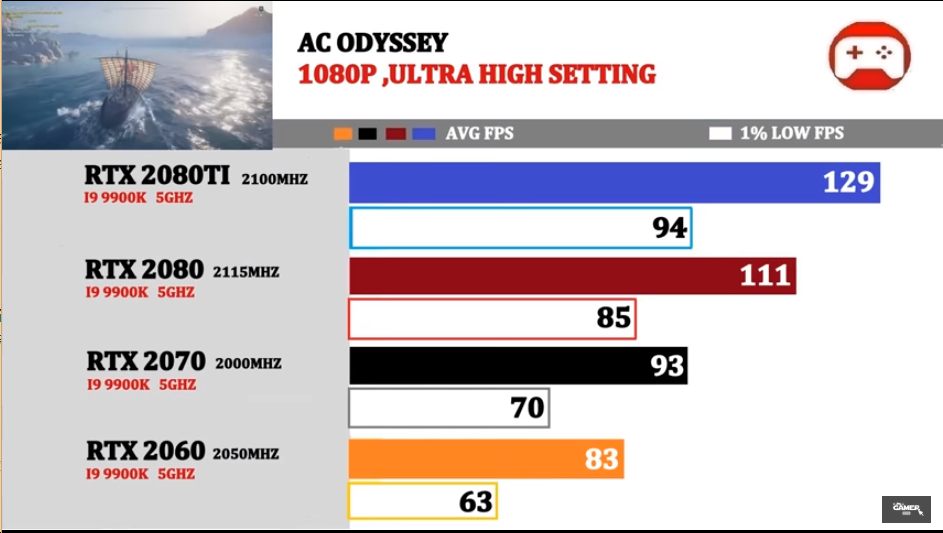 AC ODYSSEY
1080P ,ULTRA HIGH SETTING
AVG FPS
1% LOW FPS
RTX 2080TI 2100MHZ
I9 9900K 5GHZ
129
94
RTX 2080 2115MHZ
I9 9900K 5GHZ
111
85
RTX 2070 2000MHZ
I9 9900K 5GHZ
93
70
RTX 2060 2050MHZ
I9 9900K 5GHZ
83
63
GAMER